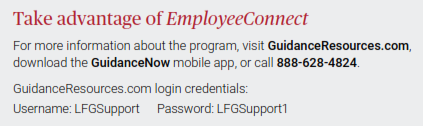 Take advantage of EmployeeConnect
For more information about the program, visit GuidanceResources.com,
download the GuidanceNow mobile app, or call 888-628-4824.
GuidanceResources.com login credentials:
Username: LFGSupport Password: LFGSupport1